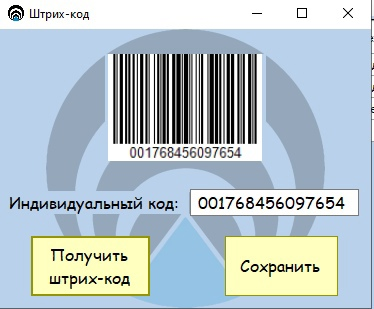 Штрих-код
001768456097654
Индивидуальный код: 001768456097654
Получить
штрих-код
Сохранить